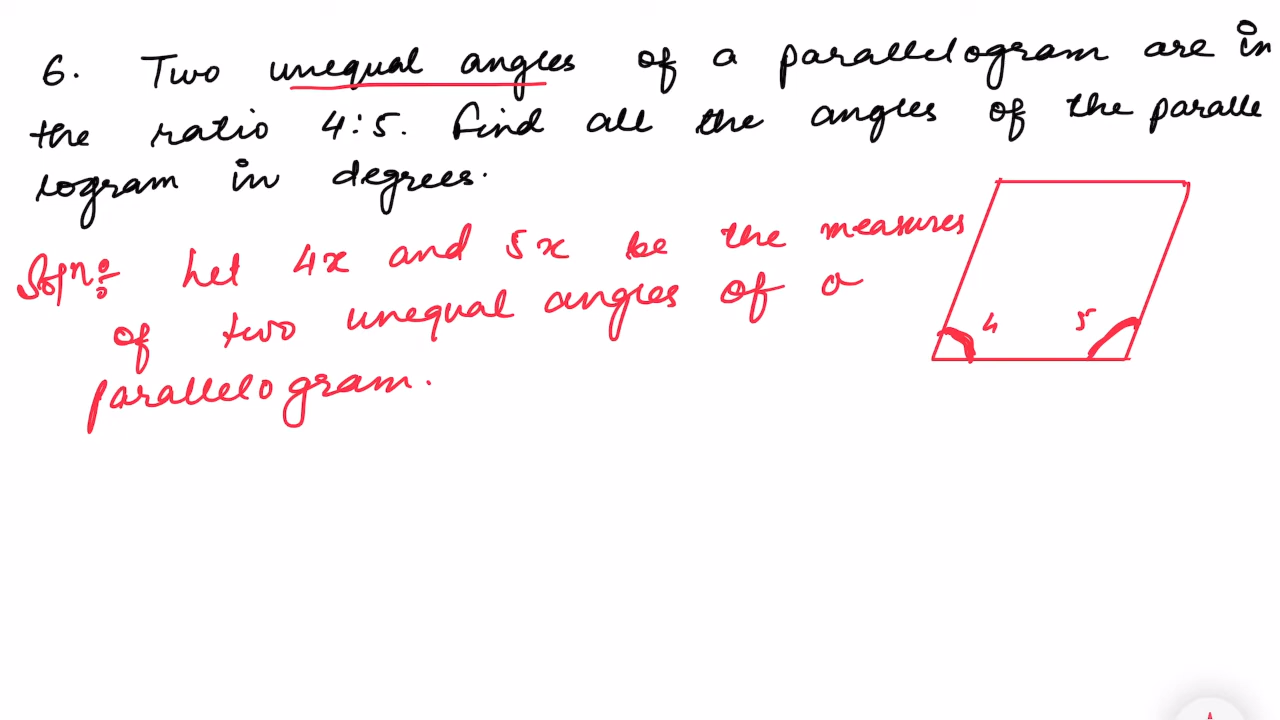 6. Two unequal angles of a parallelogram are in
the ratio 4:5. Find all the angles of the paralle
logram in degrees.
Sol^n: Let 4x and 5x be the measures
of two unequal angles of a
parallelogram.
4 5